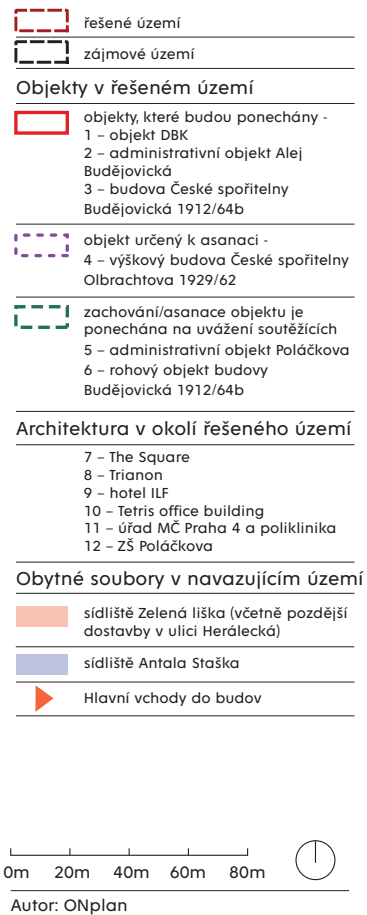 řešené území
zájmové území
Objekty v řešeném území
objekty, které budou ponechány -
1 – objekt DBK
2 – administrativní objekt Alej
Budějovická
3 – budova České spořitelny
Budějovická 1912/64b
objekt určený k asanaci -
4 – výškový budova České spořitelny
Olbrachtova 1929/62
zachování/asanace objektu je
ponechána na uvážení soutěžících
5 – administrativní objekt Poláčkova
6 – rohový objekt budovy
Budějovická 1912/64b
Architektura v okolí řešeného území
7 – The Square
8 – Trianon
9 – hotel ILF
10 – Tetris office building
11 – úřad MČ Praha 4 a poliklinika
12 – ZŠ Poláčkova
Obytné soubory v navazujícím území
sídliště Zelená liška (včetně pozdější
dostavby v ulici Herálecká)
sídliště Antala Staška
Hlavní vchody do budov
0m 20m 40m 60m 80m
Autor: ONplan